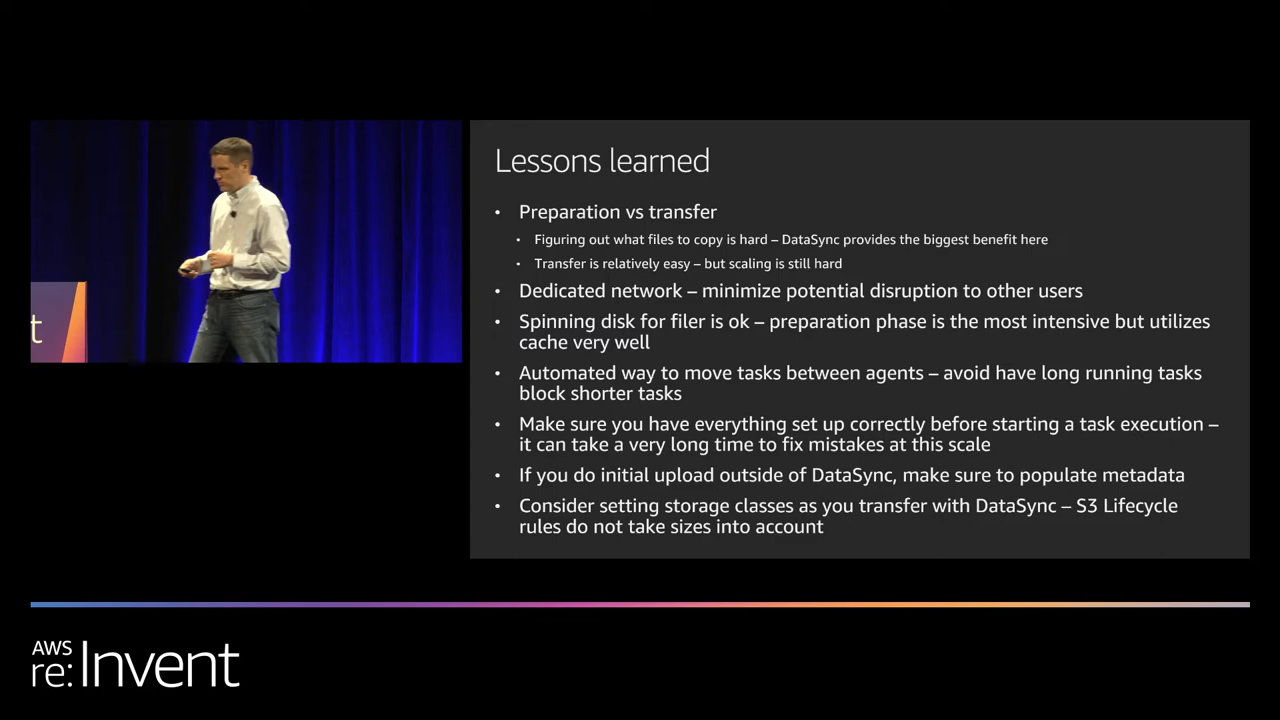 Lessons learned
• Preparation vs transfer
• Figuring out what files to copy is hard – DataSync provides the biggest benefit here
• Transfer is relatively easy – but scaling is still hard
• Dedicated network – minimize potential disruption to other users
• Spinning disk for filer is ok – preparation phase is the most intensive but utilizes
cache very well
• Automated way to move tasks between agents – avoid have long running tasks
block shorter tasks
• Make sure you have everything set up correctly before starting a task execution –
it can take a very long time to fix mistakes at this scale
• If you do initial upload outside of DataSync, make sure to populate metadata
• Consider setting storage classes as you transfer with DataSync – S3 Lifecycle
rules do not take sizes into account
t
AWS
re:Invent